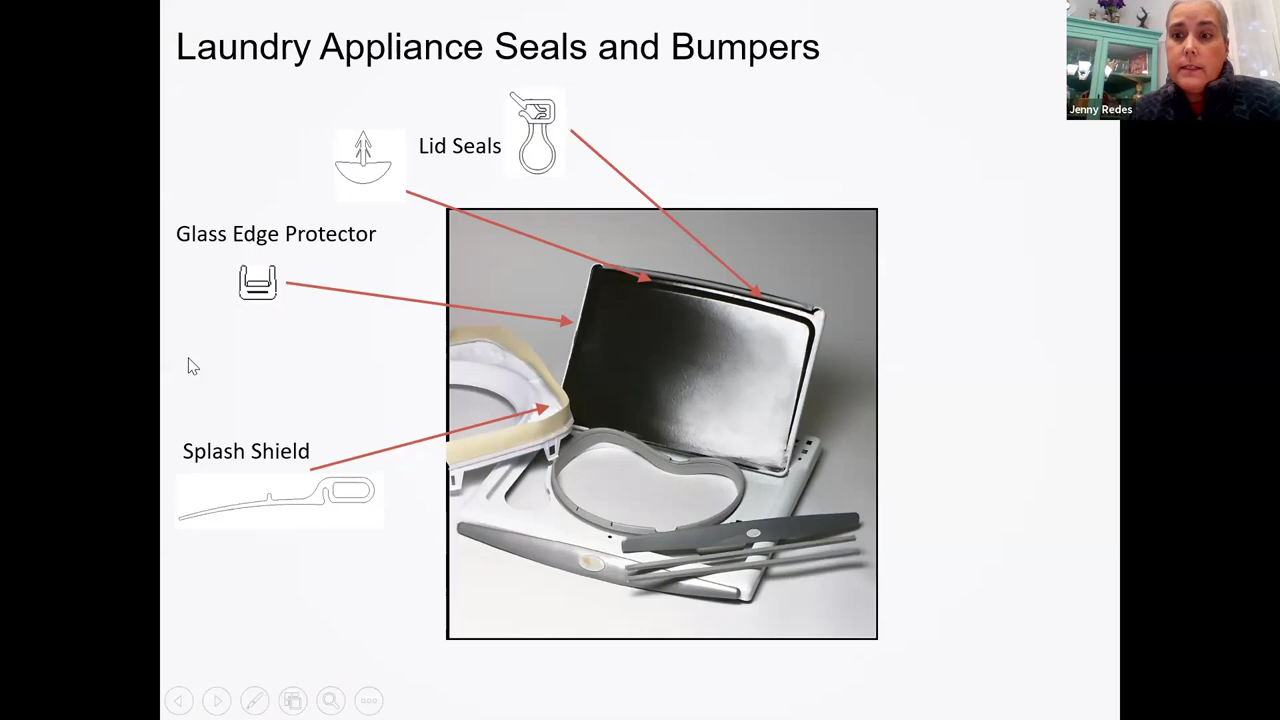 Laundry Appliance Seals and Bumpers
Jenny Redes
Lid Seals
Glass Edge Protector
Splash Shield